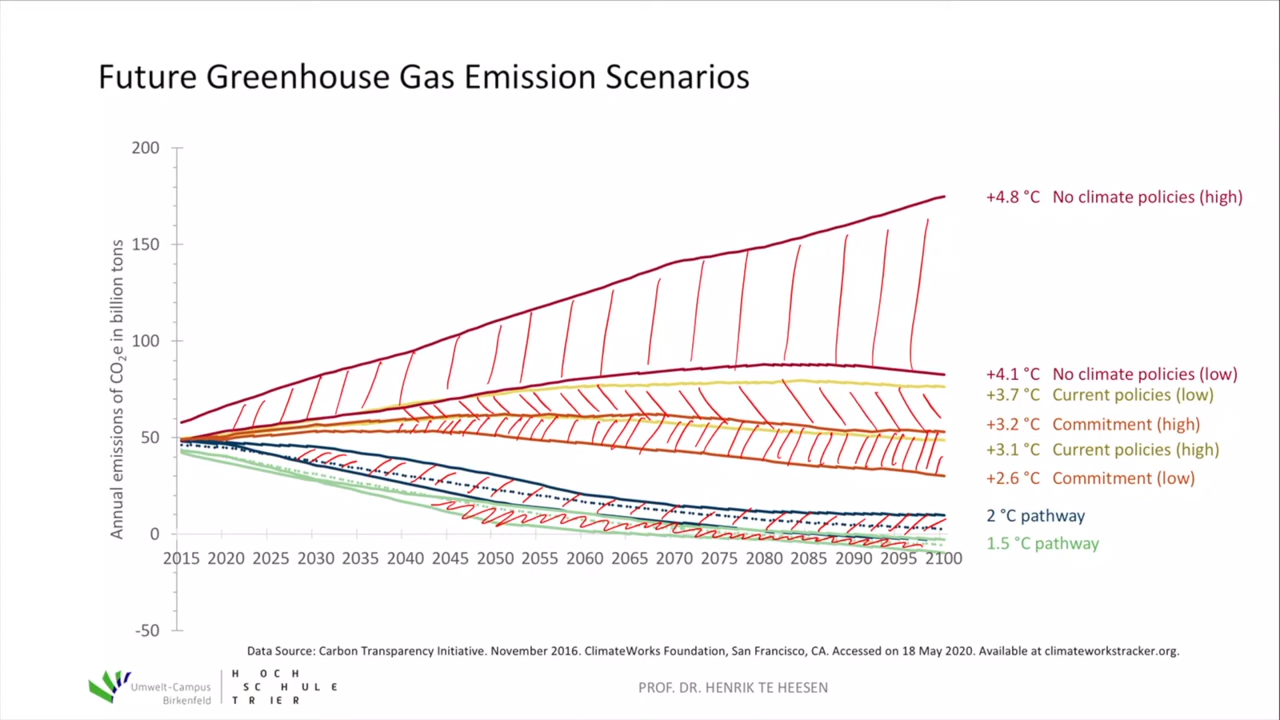 Future Greenhouse Gas Emission Scenarios
Annual emissions of CO₂e in billion tons
200
150
100
50
0
-50
2015 2020 2025 2030 2035 2040 2045 2050 2055 2060 2065 2070 2075 2080 2085 2090 2095 2100
+4.8 °C No climate policies (high)
+4.1 °C No climate policies (low)
+3.7 °C Current policies (low)
+3.2 °C Commitment (high)
+3.1 °C Current policies (high)
+2.6 °C Commitment (low)
2 °C pathway
1.5 °C pathway
Data Source: Carbon Transparency Initiative. November 2016. ClimateWorks Foundation, San Francisco, CA. Accessed on 18 May 2020. Available at climateworkstracker.org.
Umwelt-Campus
Birkenfeld
H OCH
SCHULE
TRIER
PROF. DR. HENRIK TE HEESEN